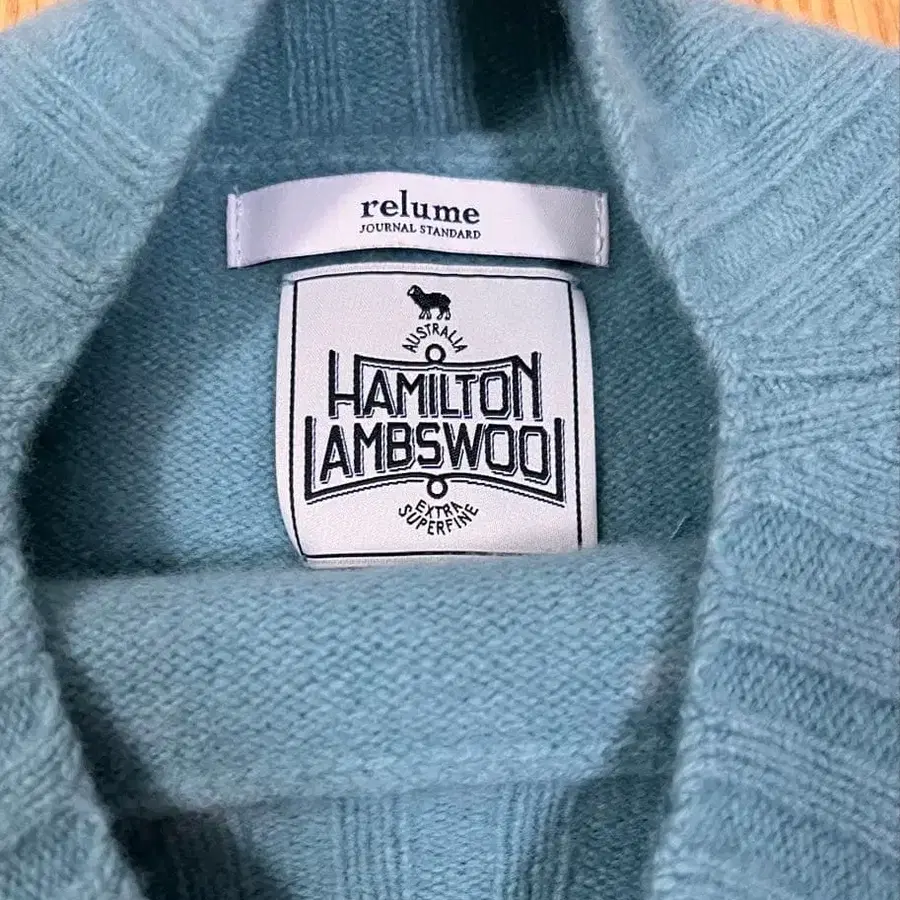 relume
JOURNAL STANDARD
AUSTRALIA
HAMILTON
LAMBSWOOL
EXTRA
SUPERFINE